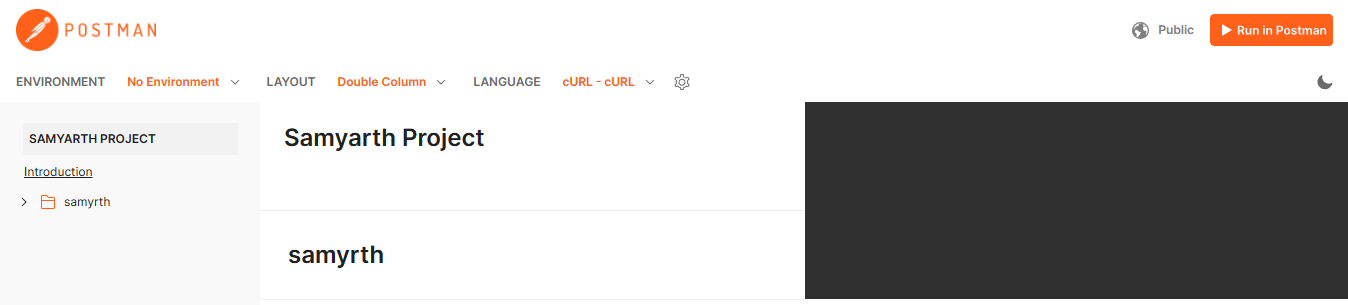 POSTMAN
Public
Run in Postman
ENVIRONMENT No Environment LAYOUT Double Column LANGUAGE cURL - cURL
SAMYARTH PROJECT
Introduction
samyrth
Samyarth Project
samyrth